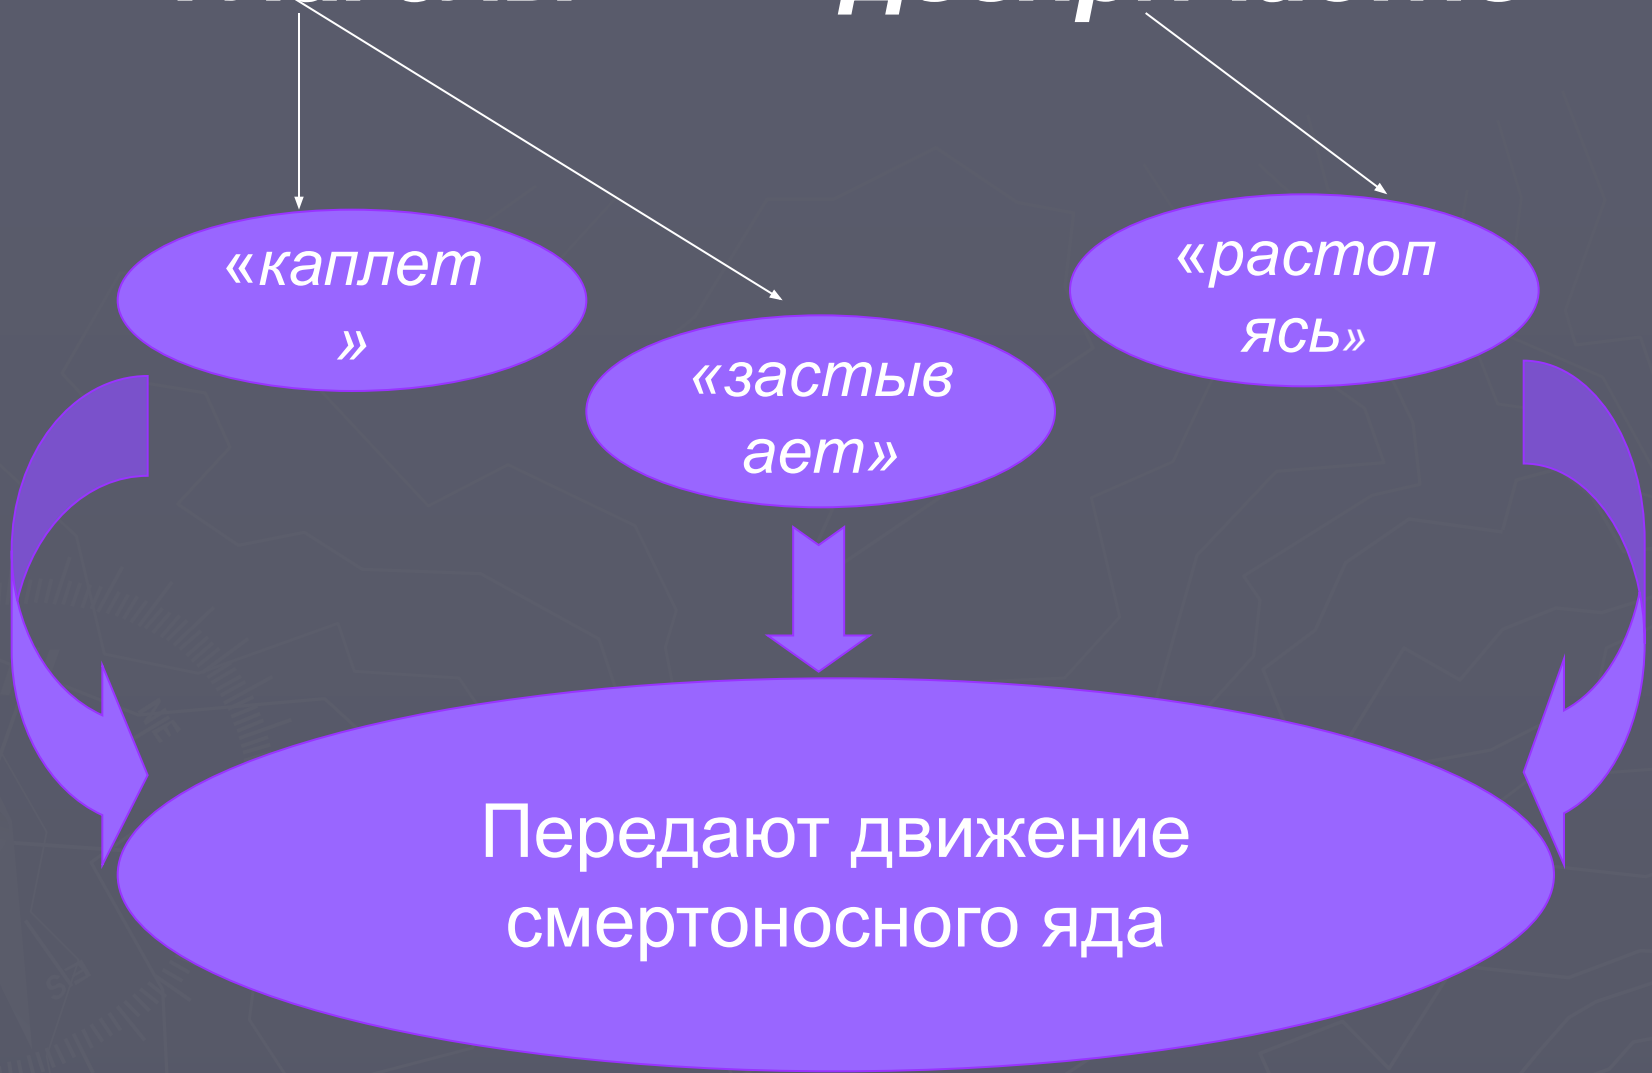 «каплет
»
«застыв
ает»
«растоп
ясь»
Передают движение
смертоносного яда